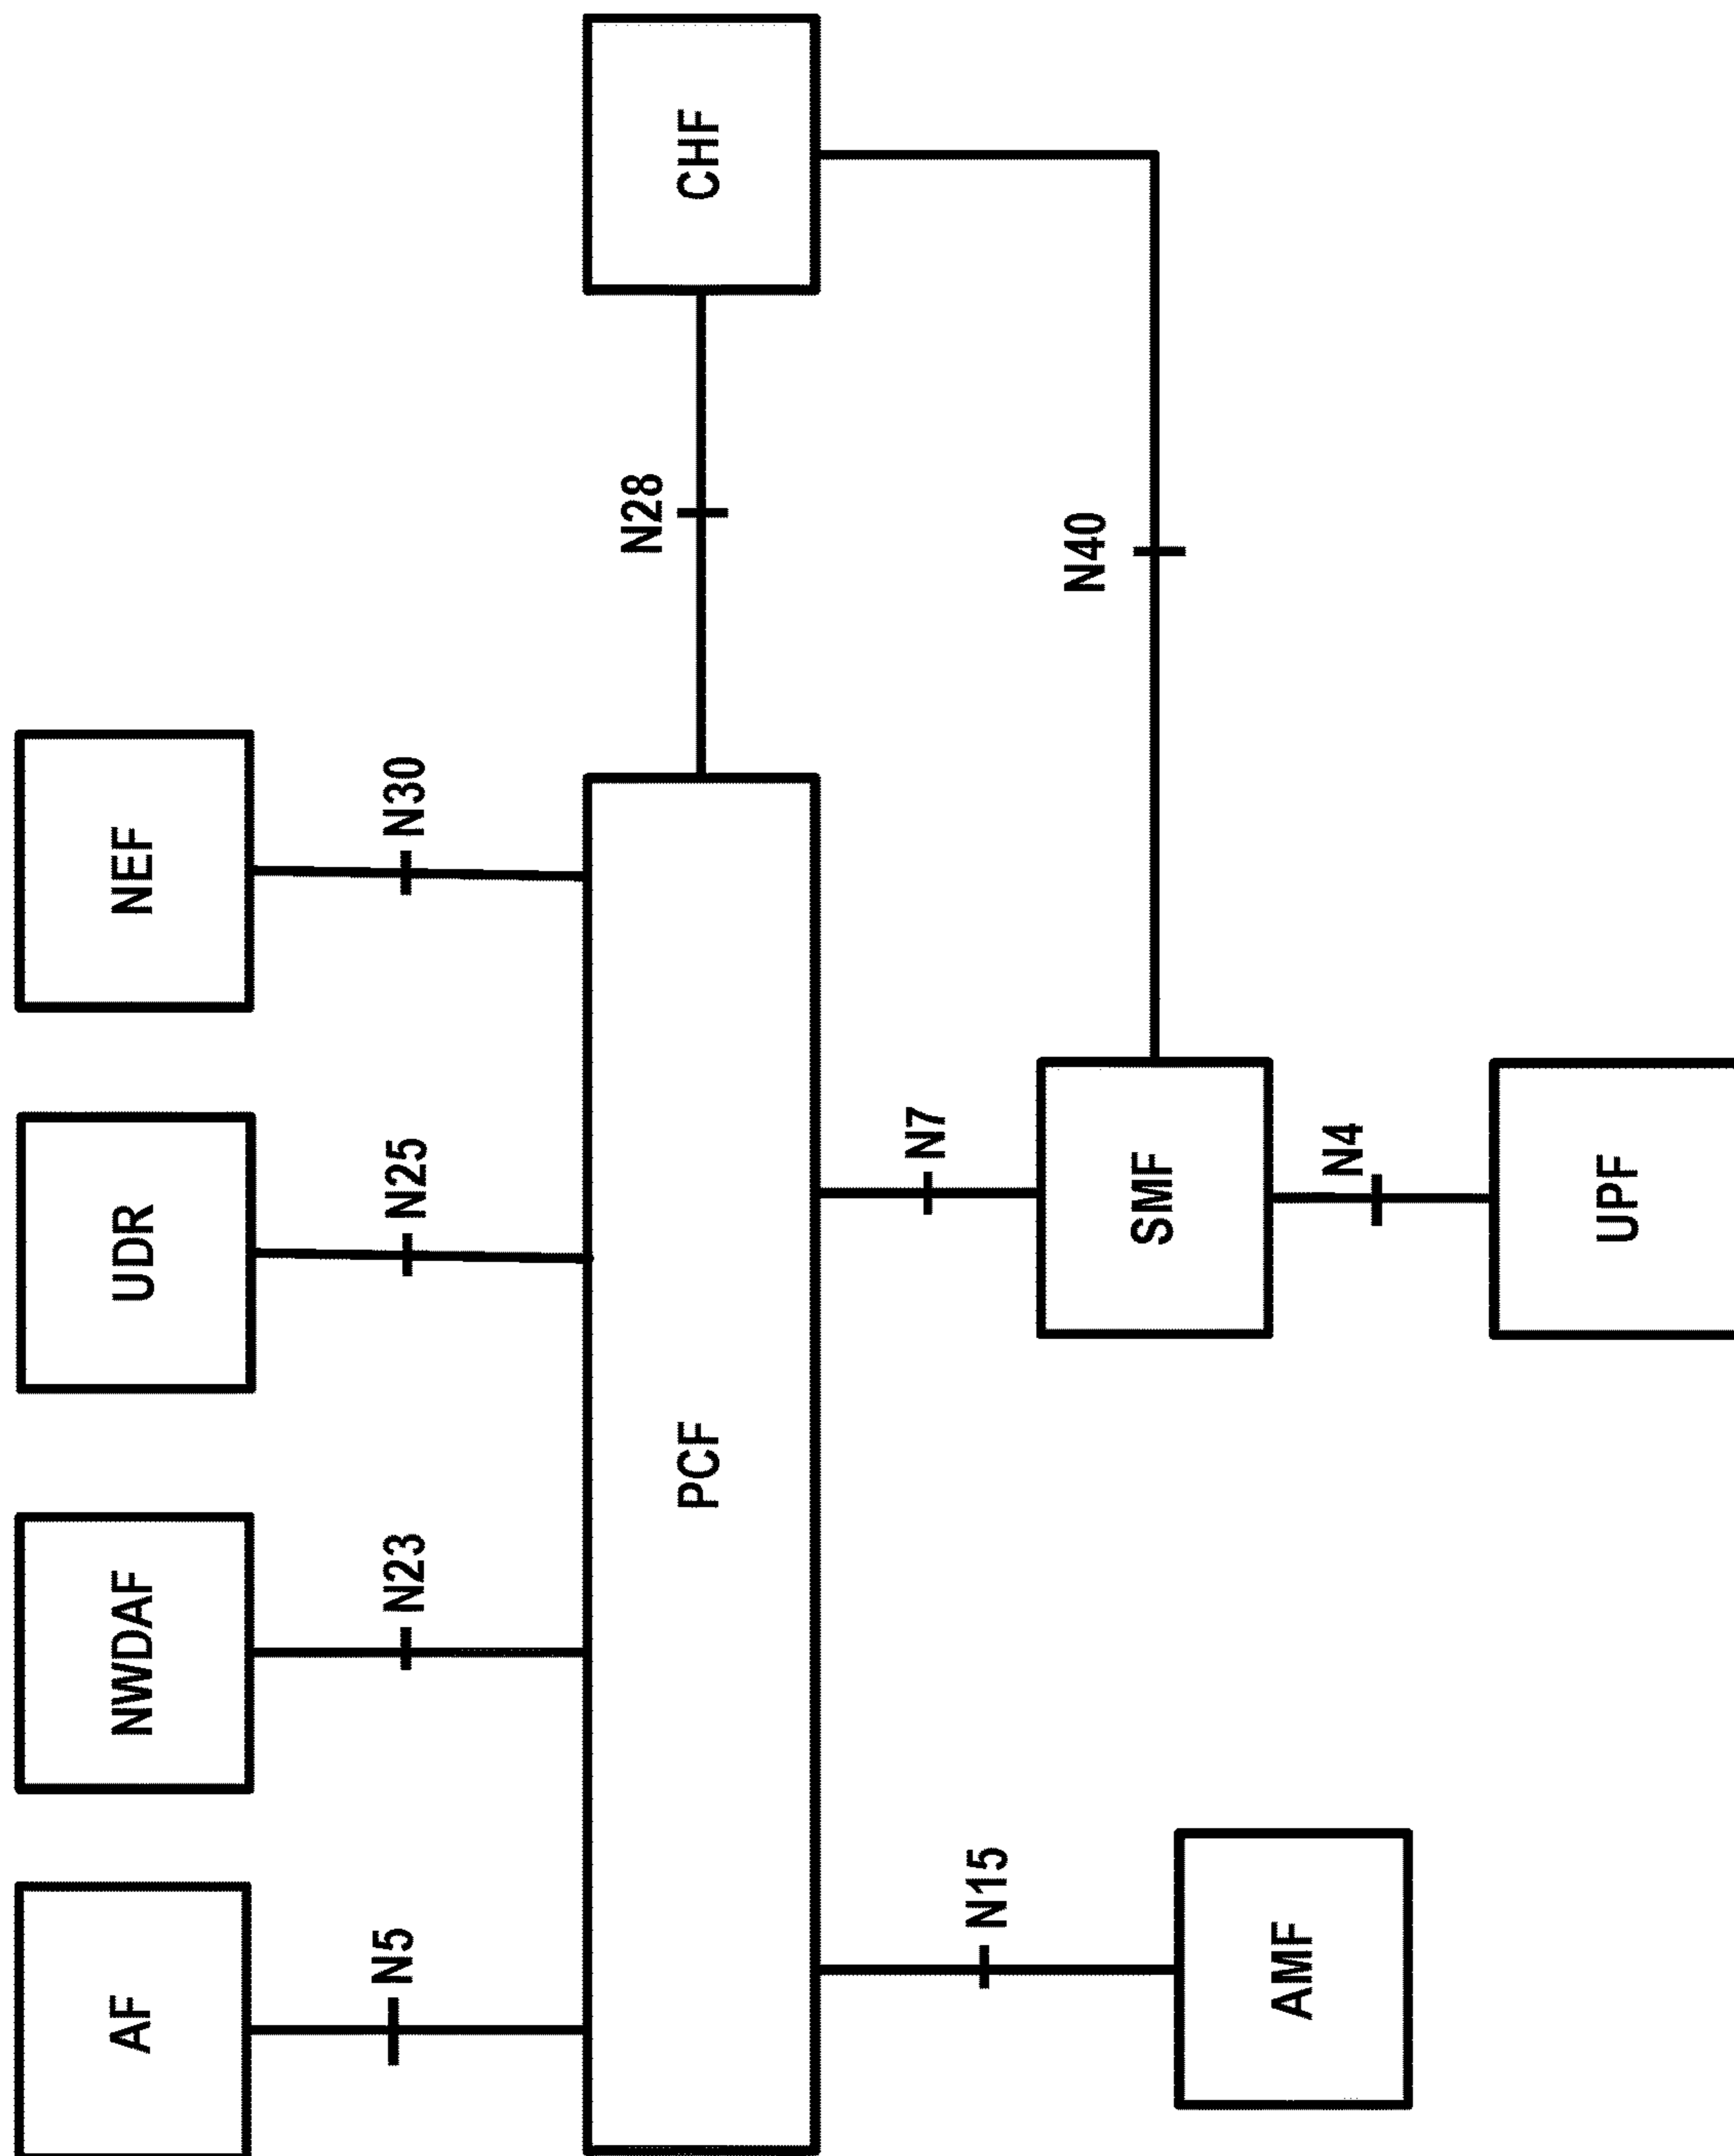 AF
NWDAF
UDR
NEF
N5
N23
N25
N30
PCF
N28
CHF
N15
N7
N40
AMF
SMF
N4
UPF